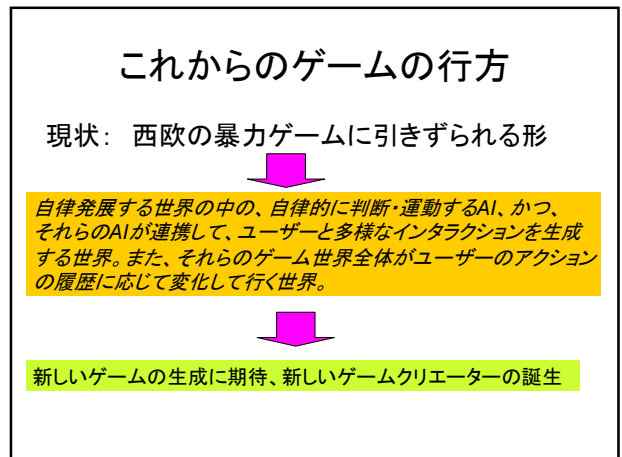 これからのゲームの行方
現状： 西欧の暴力ゲームに引きずられる形
自律発展する世界の中の、自律的に判断・運動するAI、かつ、
それらのAIが連携して、ユーザーと多様なインタラクションを生成
する世界。また、それらのゲーム世界全体がユーザーのアクション
の履歴に応じて変化して行く世界。
新しいゲームの生成に期待、新しいゲームクリエーターの誕生